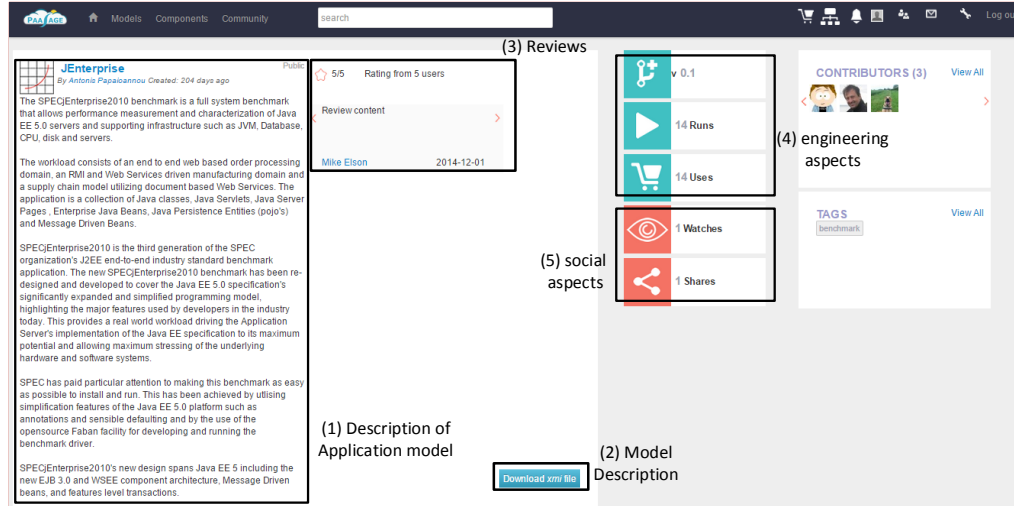 PAASAGE Models Components Community search Log ou
(3) Reviews
JEnterprise Public
By Antonis Papaioannou Created: 204 days ago
The SPECjEnterprise2010 benchmark is a full system benchmark
that allows performance measurement and characterization of Java
EE 5.0 servers and supporting infrastructure such as JVM, Database,
CPU, disk and servers.
The workload consists of an end to end web based order processing
domain, an RMI and Web Services driven manufacturing domain and
a supply chain model utilizing document based Web Services. The
application is a collection of Java classes, Java Servlets, Java Server
Pages , Enterprise Java Beans, Java Persistence Entities (pojo's)
and Message Driven Beans.
SPECjEnterprise2010 is the third generation of the SPEC
organization's J2EE end-to-end industry standard benchmark
application. The new SPECjEnterprise2010 benchmark has been re-
designed and developed to cover the Java EE 5.0 specification's
significantly expanded and simplified programming model,
highlighting the major features used by developers in the industry
today. This provides a real world workload driving the Application
Server's implementation of the Java EE specification to its maximum
potential and allowing maximum stressing of the underlying
hardware and software systems.
SPEC has paid particular attention to making this benchmark as easy
as possible to install and run. This has been achieved by utlising
simplification features of the Java EE 5.0 platform such as
annotations and sensible defaulting and by the use of the
opensource Faban facility for developing and running the
benchmark driver.
SPECjEnterprise2010's new design spans Java EE 5 including the
new EJB 3.0 and WSEE component architecture, Message Driven
beans, and features level transactions.
5/5 Rating from 5 users
Review content
Mike Elson 2014-12-01
(1) Description of
Application model
(2) Model
Description
Download xmi file
v 0.1
14 Runs
14 Uses
(4) engineering
aspects
1 Watches
1 Shares
(5) social
aspects
CONTRIBUTORS (3) View All
TAGS View All
benchmark